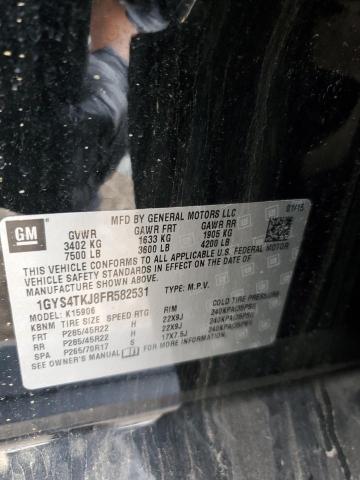 GM
MFD BY GENERAL MOTORS LLC
01/15
GVWR GAWR FRT GAWR RR
3402 KG 1633 KG 1905 KG
7500 LB 3600 LB 4200 LB
THIS VEHICLE CONFORMS TO ALL APPLICABLE U.S. FEDERAL
MOTOR VEHICLE SAFETY STANDARDS IN EFFECT ON THE DATE OF
MANUFACTURE SHOWN ABOVE.
1GYS4TKJ8FR582531 TYPE: M.P.V.
MODEL: K15906
KBNM TIRE SIZE SPEED RTG RIM COLD TIRE PRESSURE
FRT P285/45R22 H 22X9J 240KPA(35PSI)
RR P285/45R22 H 22X9J 240KPA(35PSI)
SPA P265/70R17 17X7.5J 240KPA(35PSI)
SEE OWNER'S MANUAL FOR MORE INFORMATION.